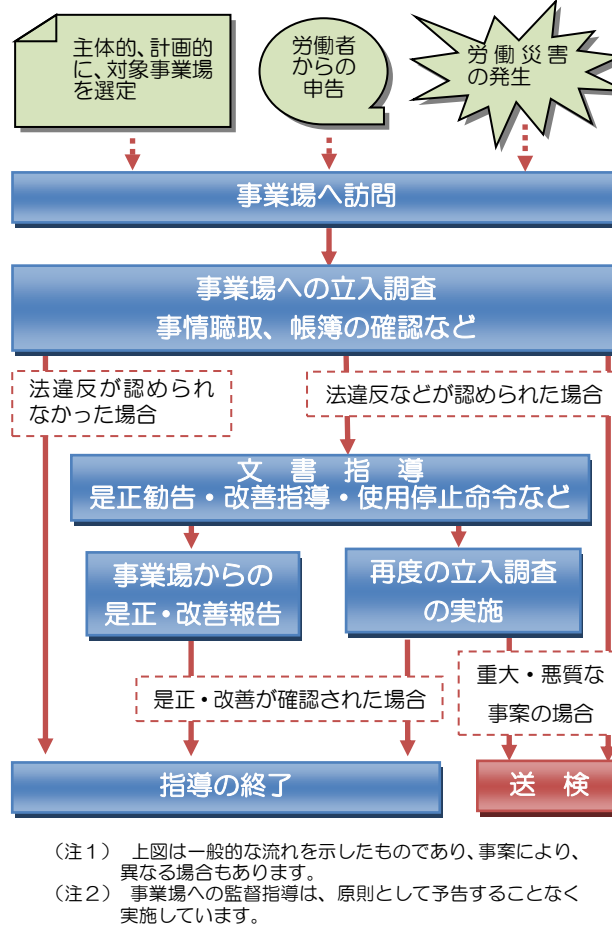 主体的、計画的
に、対象事業場
を選定
労働者
からの
申告
労働災害
の発生
事業場へ訪問
事業場への立入調査
事情聴取、帳簿の確認など
法違反が認められ
なかった場合
法違反などが認められた場合
文　書　指　導
是正勧告・改善指導・使用停止命令など
事業場からの
是正・改善報告
再度の立入調査
の実施
是正・改善が確認された場合
重大・悪質な
事案の場合
指導の終了
送　検
（注１）　上図は一般的な流れを示したものであり、事案により、
異なる場合もあります。
（注２）　事業場への監督指導は、原則として予告することなく
実施しています。